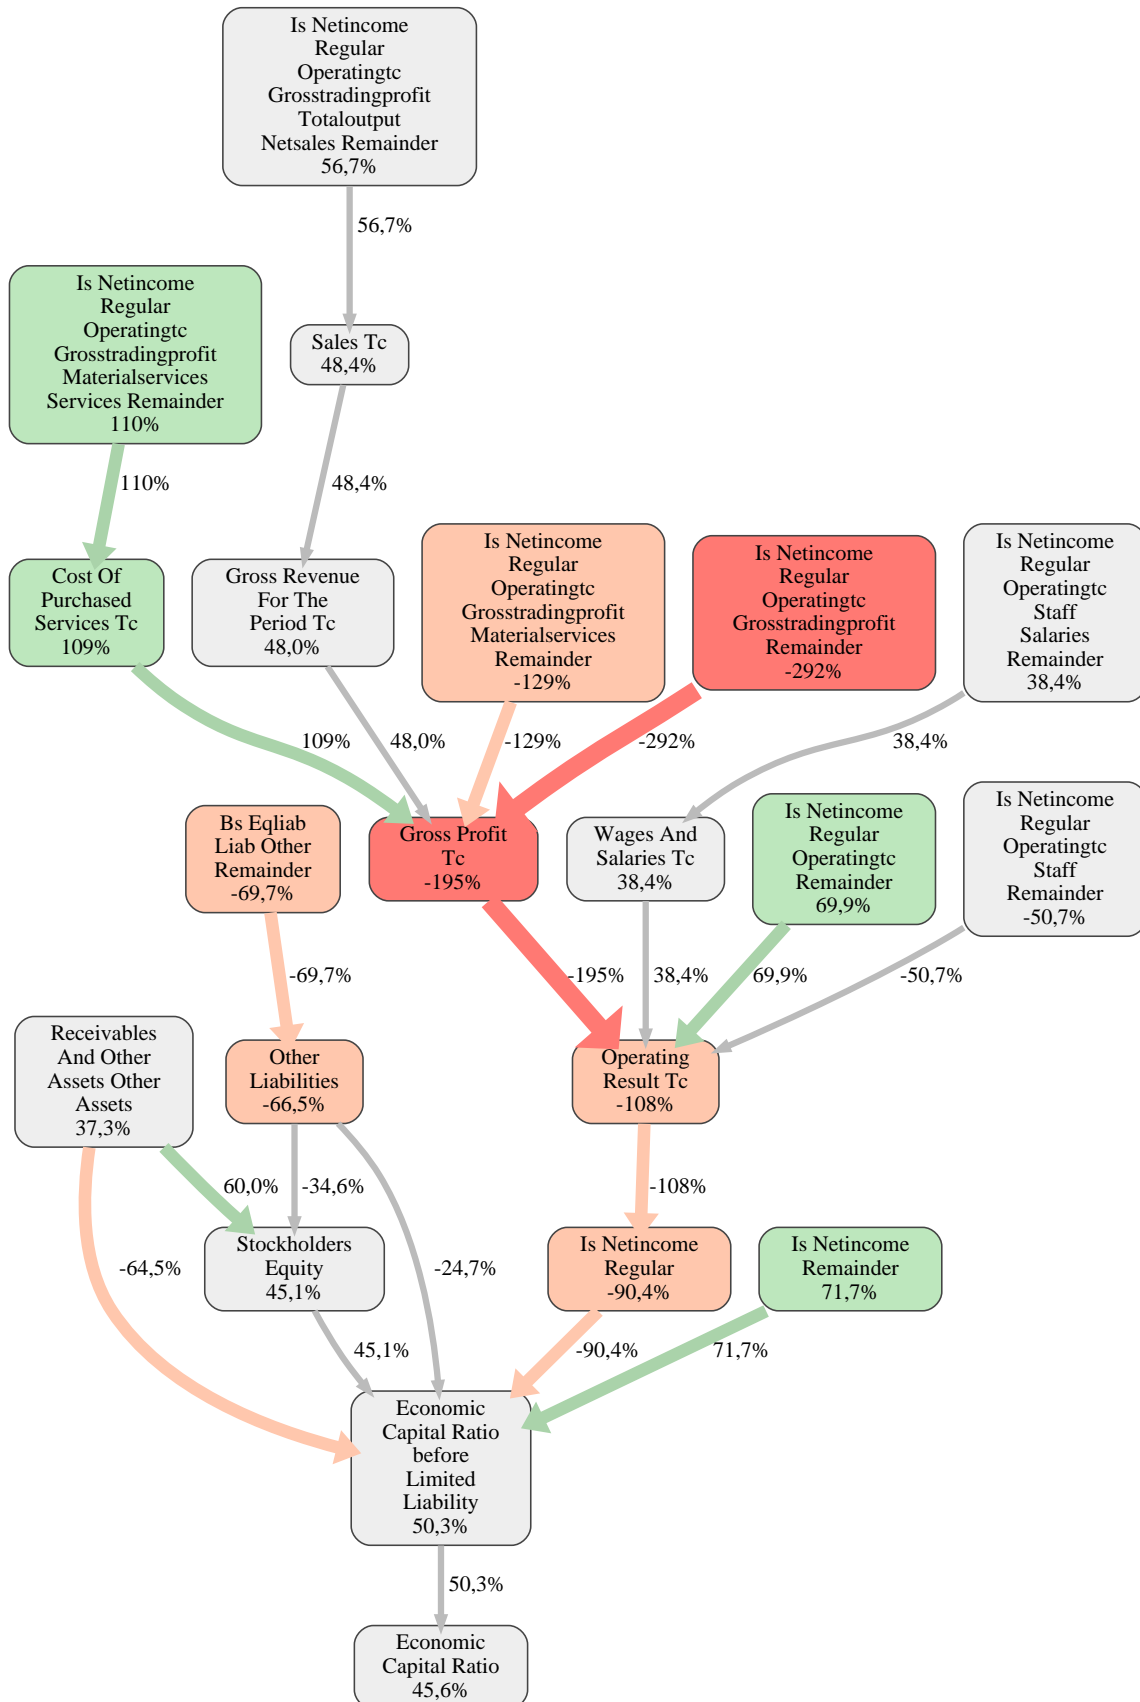 Is Netincome
Regular
Operatingtc
Grosstradingprofit
Totaloutput
Netsales Remainder
56,7%
56,7%
Is Netincome
Regular
Operatingtc
Grosstradingprofit
Materialservices
Services Remainder
110%
Sales Tc
48,4%
110%
48,4%
Cost Of
Purchased
Services Tc
109%
Gross Revenue
For The
Period Tc
48,0%
Is Netincome
Regular
Operatingtc
Grosstradingprofit
Materialservices
Remainder
-129%
Is Netincome
Regular
Operatingtc
Grosstradingprofit
Remainder
-292%
Is Netincome
Regular
Operatingtc
Staff
Salaries
Remainder
38,4%
109%
48,0%
-129%
-292%
38,4%
Bs Eqliab
Liab Other
Remainder
-69,7%
Gross Profit
Tc
-195%
Wages And
Salaries Tc
38,4%
Is Netincome
Regular
Operatingtc
Remainder
69,9%
Is Netincome
Regular
Operatingtc
Staff
Remainder
-50,7%
-69,7%
-195%
38,4%
69,9%
-50,7%
Receivables
And Other
Assets Other
Assets
37,3%
Other
Liabilities
-66,5%
Operating
Result Tc
-108%
60,0%
-34,6%
-108%
-64,5%
Stockholders
Equity
45,1%
-24,7%
Is Netincome
Regular
-90,4%
Is Netincome
Remainder
71,7%
45,1%
-90,4%
71,7%
Economic
Capital Ratio
before
Limited
Liability
50,3%
50,3%
Economic
Capital Ratio
45,6%